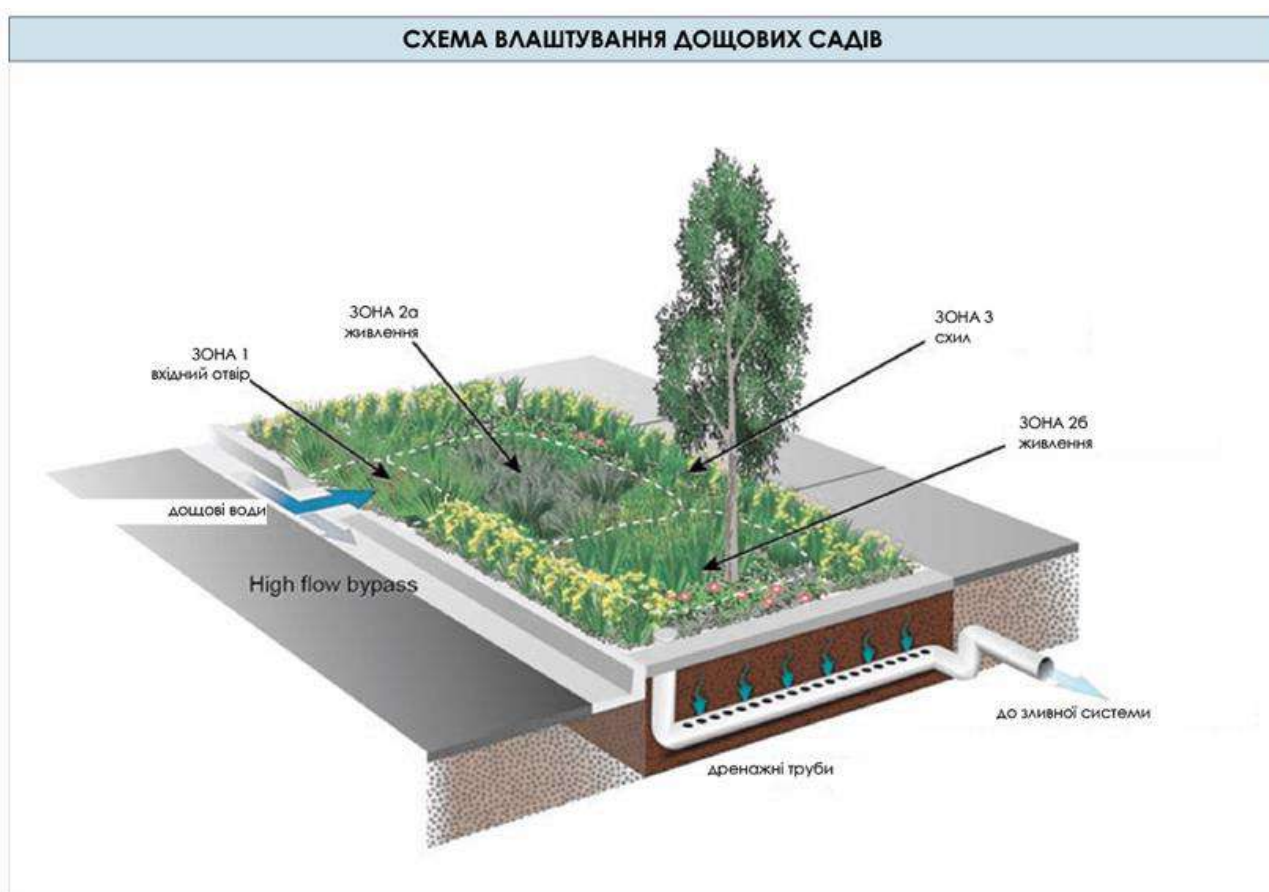 СХЕМА ВЛАШТУВАННЯ ДОЩОВИХ САДІВ
ЗОНА 2а
живлення
ЗОНА 3
схил
ЗОНА 1
вхідний отвір
ЗОНА 2б
живлення
дощові води
High flow bypass
до зливної системи
дренажні труби